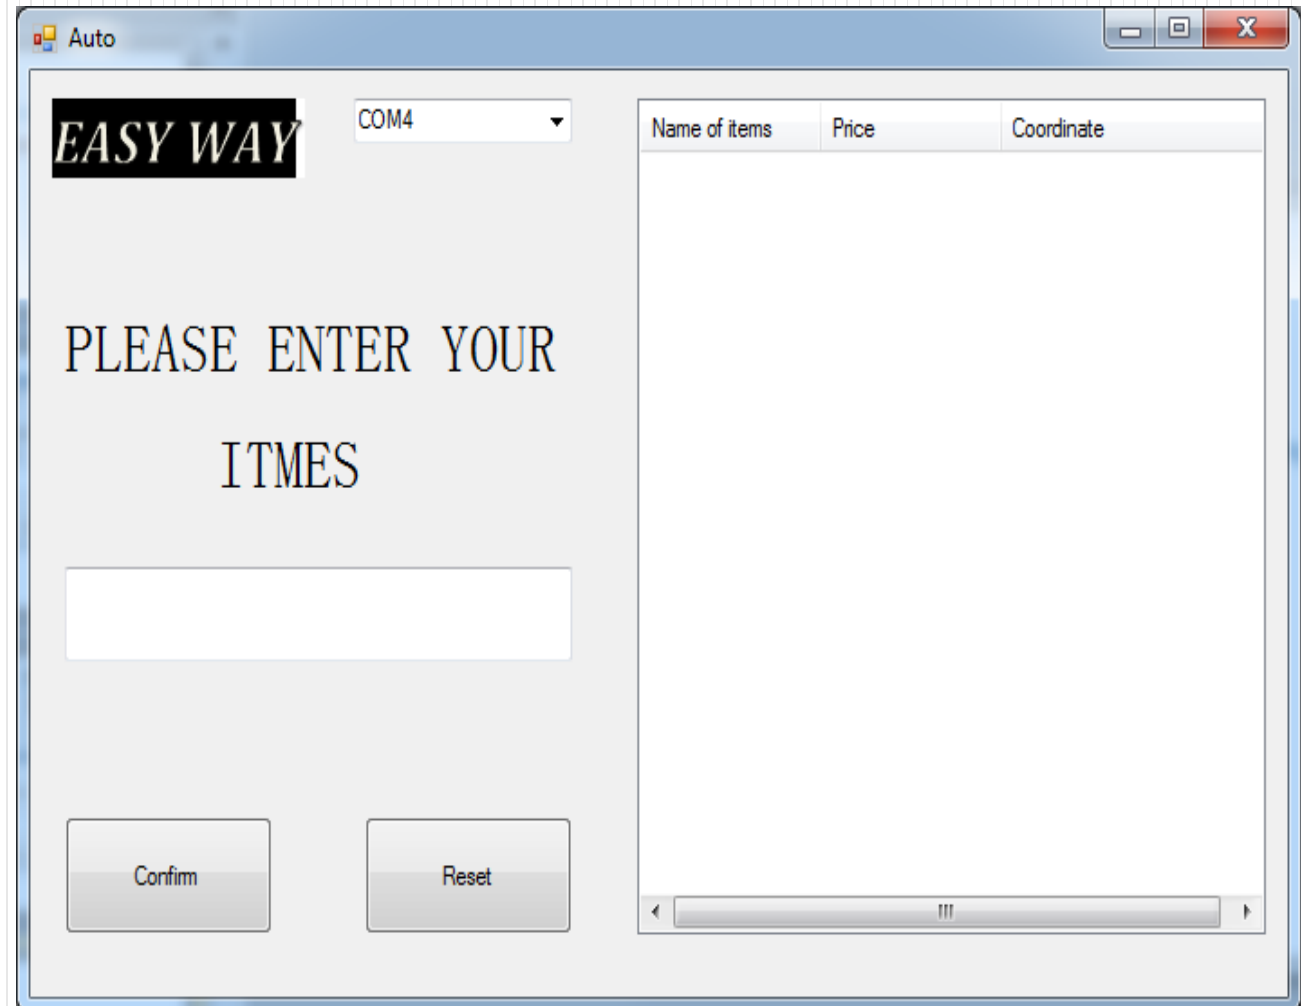 Auto
EASY WAY
COM4
Name of items Price Coordinate
PLEASE ENTER YOUR
ITMES
Confirm Reset